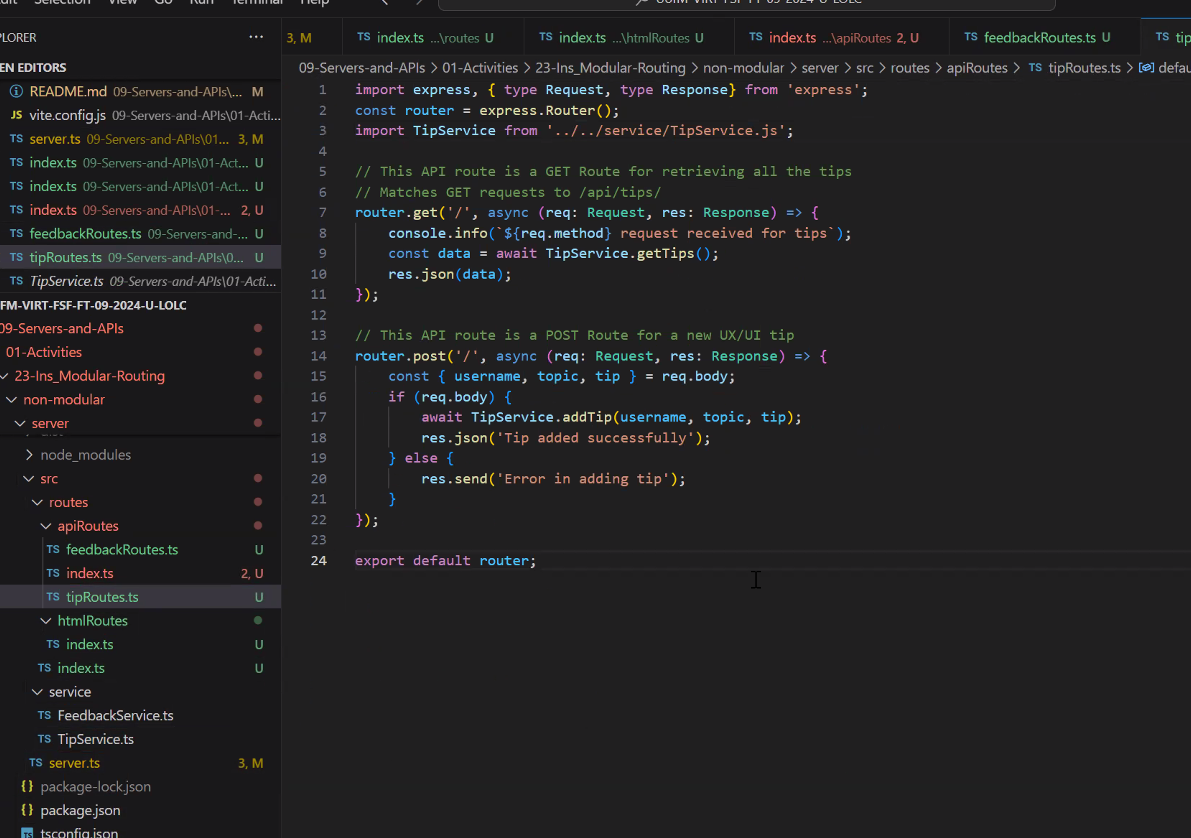 Selection View Go Run Terminal Help
EXPLORER ...
3, M
TS index.ts ...\routes U
TS index.ts ...\htmlRoutes U
TS index.ts ...\apiRoutes 2, U
TS feedbackRoutes.ts U
TS tip
EN EDITORS
09-Servers-and-APIs > 01-Activities > 23-Ins_Modular-Routing > non-modular > server > src > routes > apiRoutes > TS tipRoutes.ts > defau
README.md 09-Servers-and-APIs\... M
JS vite.config.js 09-Servers-and-APIs\01-Acti...
TS server.ts 09-Servers-and-APIs\01... 3, M
TS index.ts 09-Servers-and-APIs\01-Act... U
TS index.ts 09-Servers-and-APIs\01-Act... U
TS index.ts 09-Servers-and-APIs\01-... 2, U
TS feedbackRoutes.ts 09-Servers-and-... U
TS tipRoutes.ts 09-Servers-and-APIs\0... U
TS TipService.ts 09-Servers-and-APIs\01-Acti...
FM-VIRT-FSF-FT-09-2024-U-LOLC
09-Servers-and-APIs
01-Activities
23-Ins_Modular-Routing
non-modular
server
node_modules
src
routes
apiRoutes
TS feedbackRoutes.ts U
TS index.ts 2, U
TS tipRoutes.ts U
htmlRoutes
TS index.ts U
TS index.ts U
service
TS FeedbackService.ts
TS TipService.ts
TS server.ts 3, M
{} package-lock.json
{} package.json
tsconfig.json
1 import express, { type Request, type Response} from 'express';
2 const router = express.Router();
3 import TipService from '../../service/TipService.js';
4
5 // This API route is a GET Route for retrieving all the tips
6 // Matches GET requests to /api/tips/
7 router.get('/', async (req: Request, res: Response) => {
8 console.info(`${req.method} request received for tips`);
9 const data = await TipService.getTips();
10 res.json(data);
11 });
12
13 // This API route is a POST Route for a new UX/UI tip
14 router.post('/', async (req: Request, res: Response) => {
15 const { username, topic, tip } = req.body;
16 if (req.body) {
17 await TipService.addTip(username, topic, tip);
18 res.json('Tip added successfully');
19 } else {
20 res.send('Error in adding tip');
21 }
22 });
23
24 export default router;